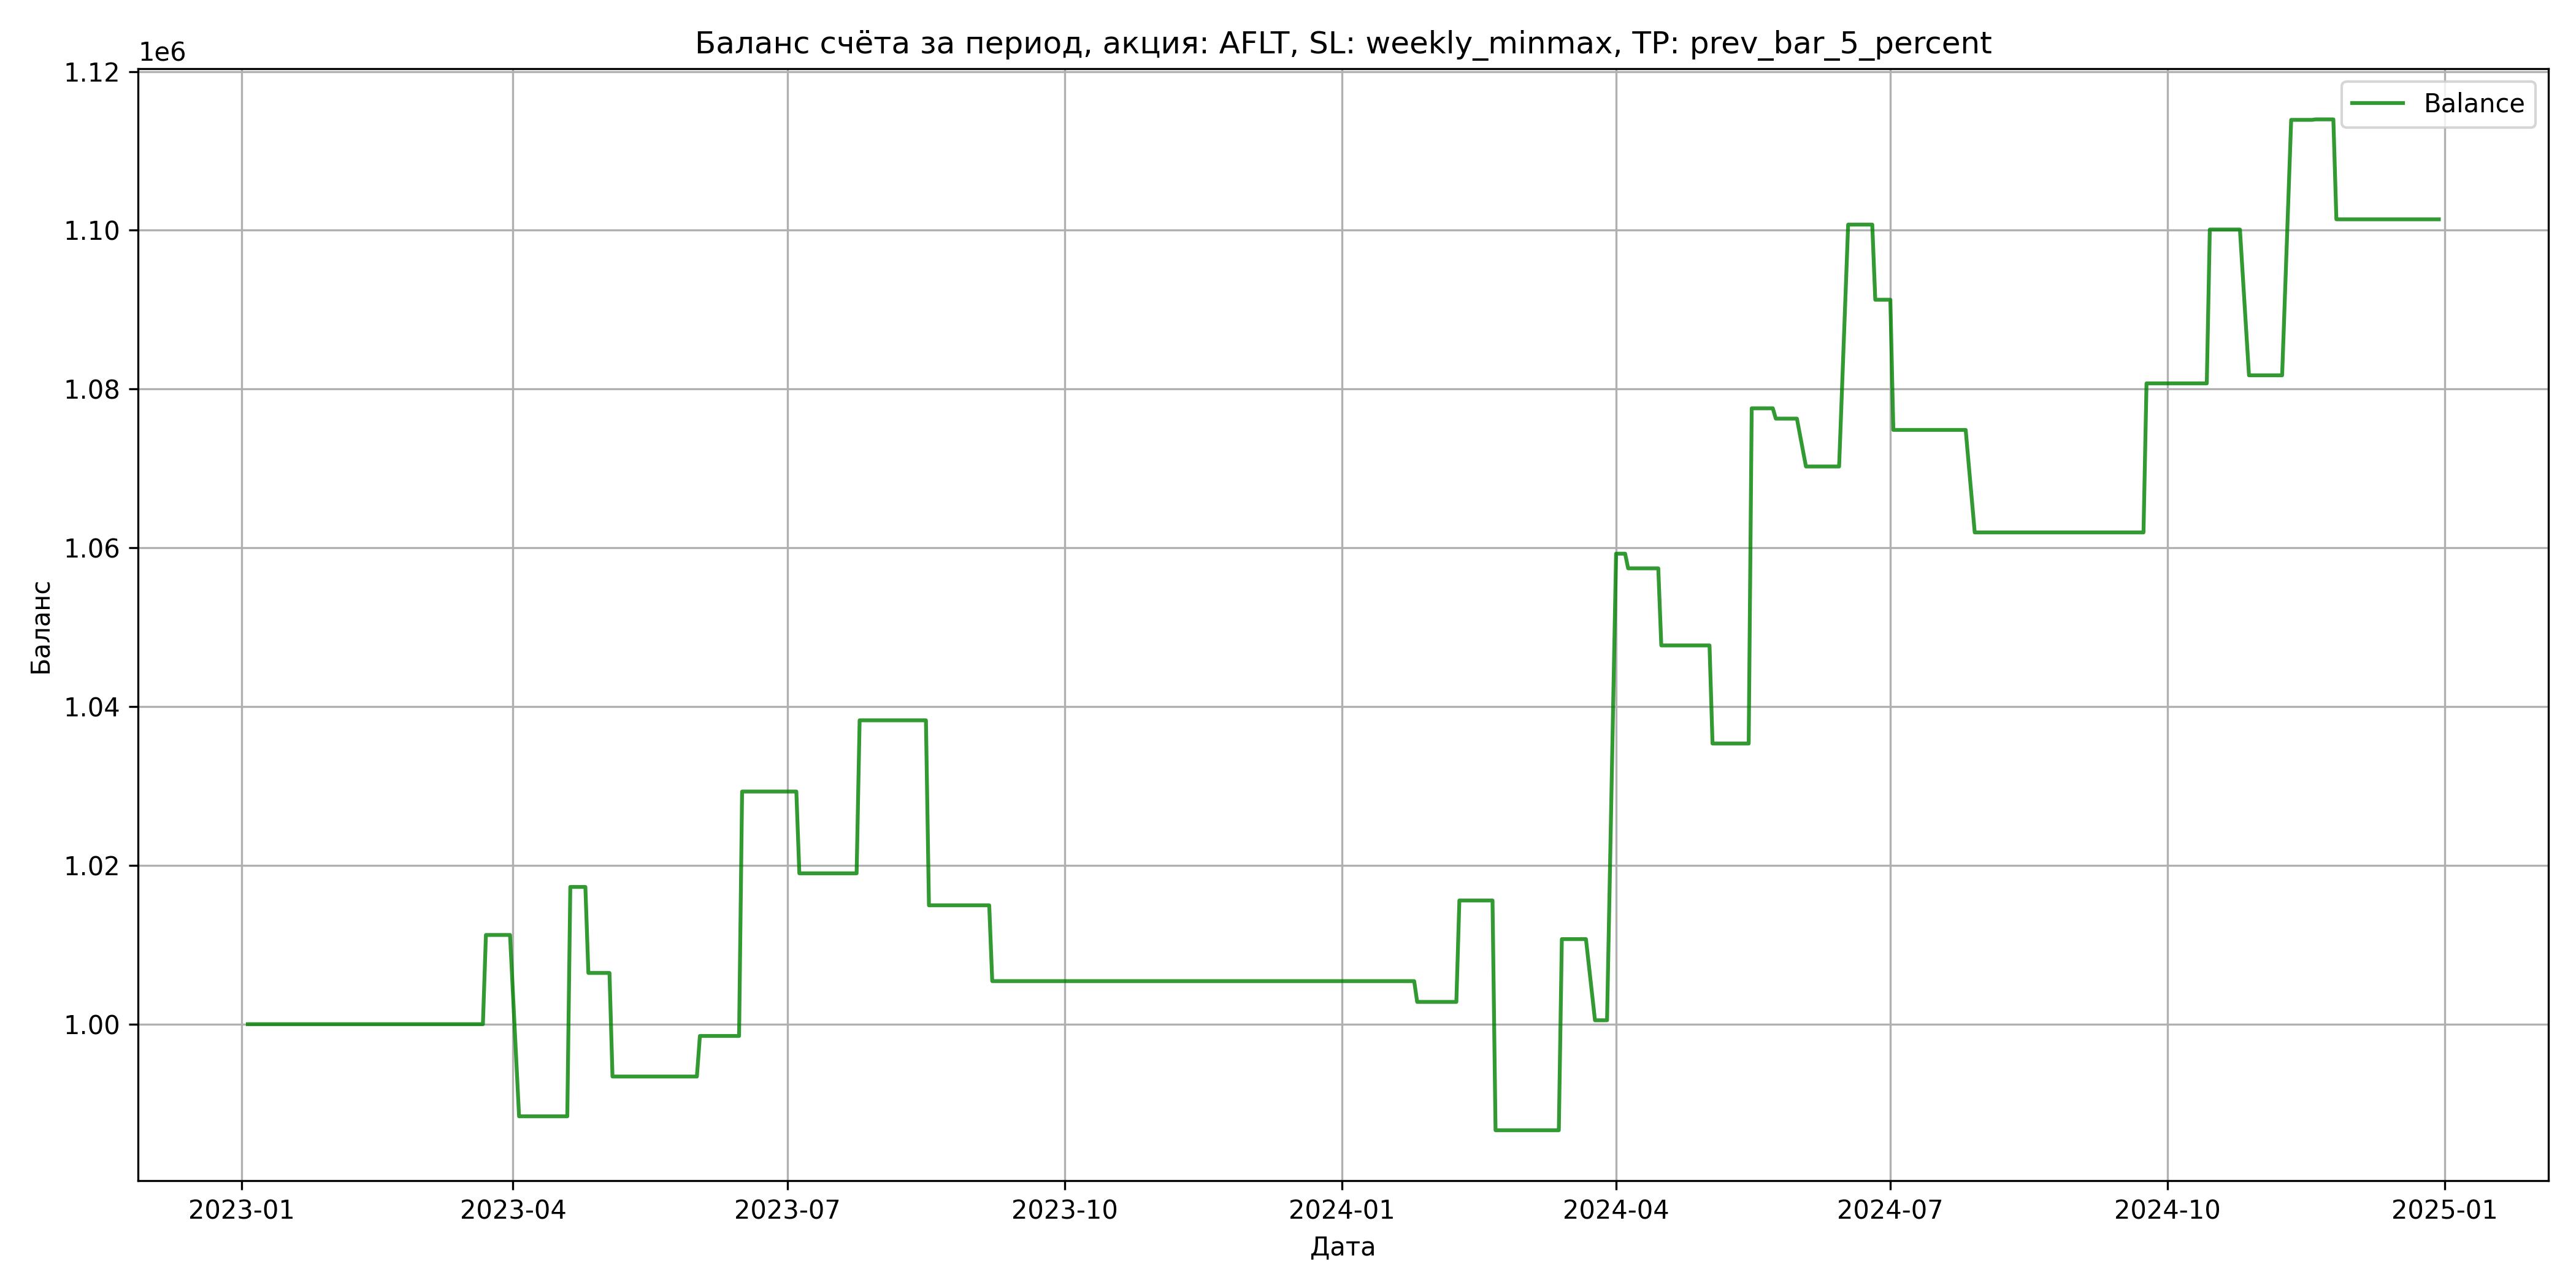 Баланс счёта за период, акция: AFLT, SL: weekly_minmax, TP: prev_bar_5_percent
1e6
1.12
1.10
1.08
1.06
1.04
1.02
1.00
Баланс
Balance
2023-01 2023-04 2023-07 2023-10 2024-01 2024-04 2024-07 2024-10 2025-01
Дата